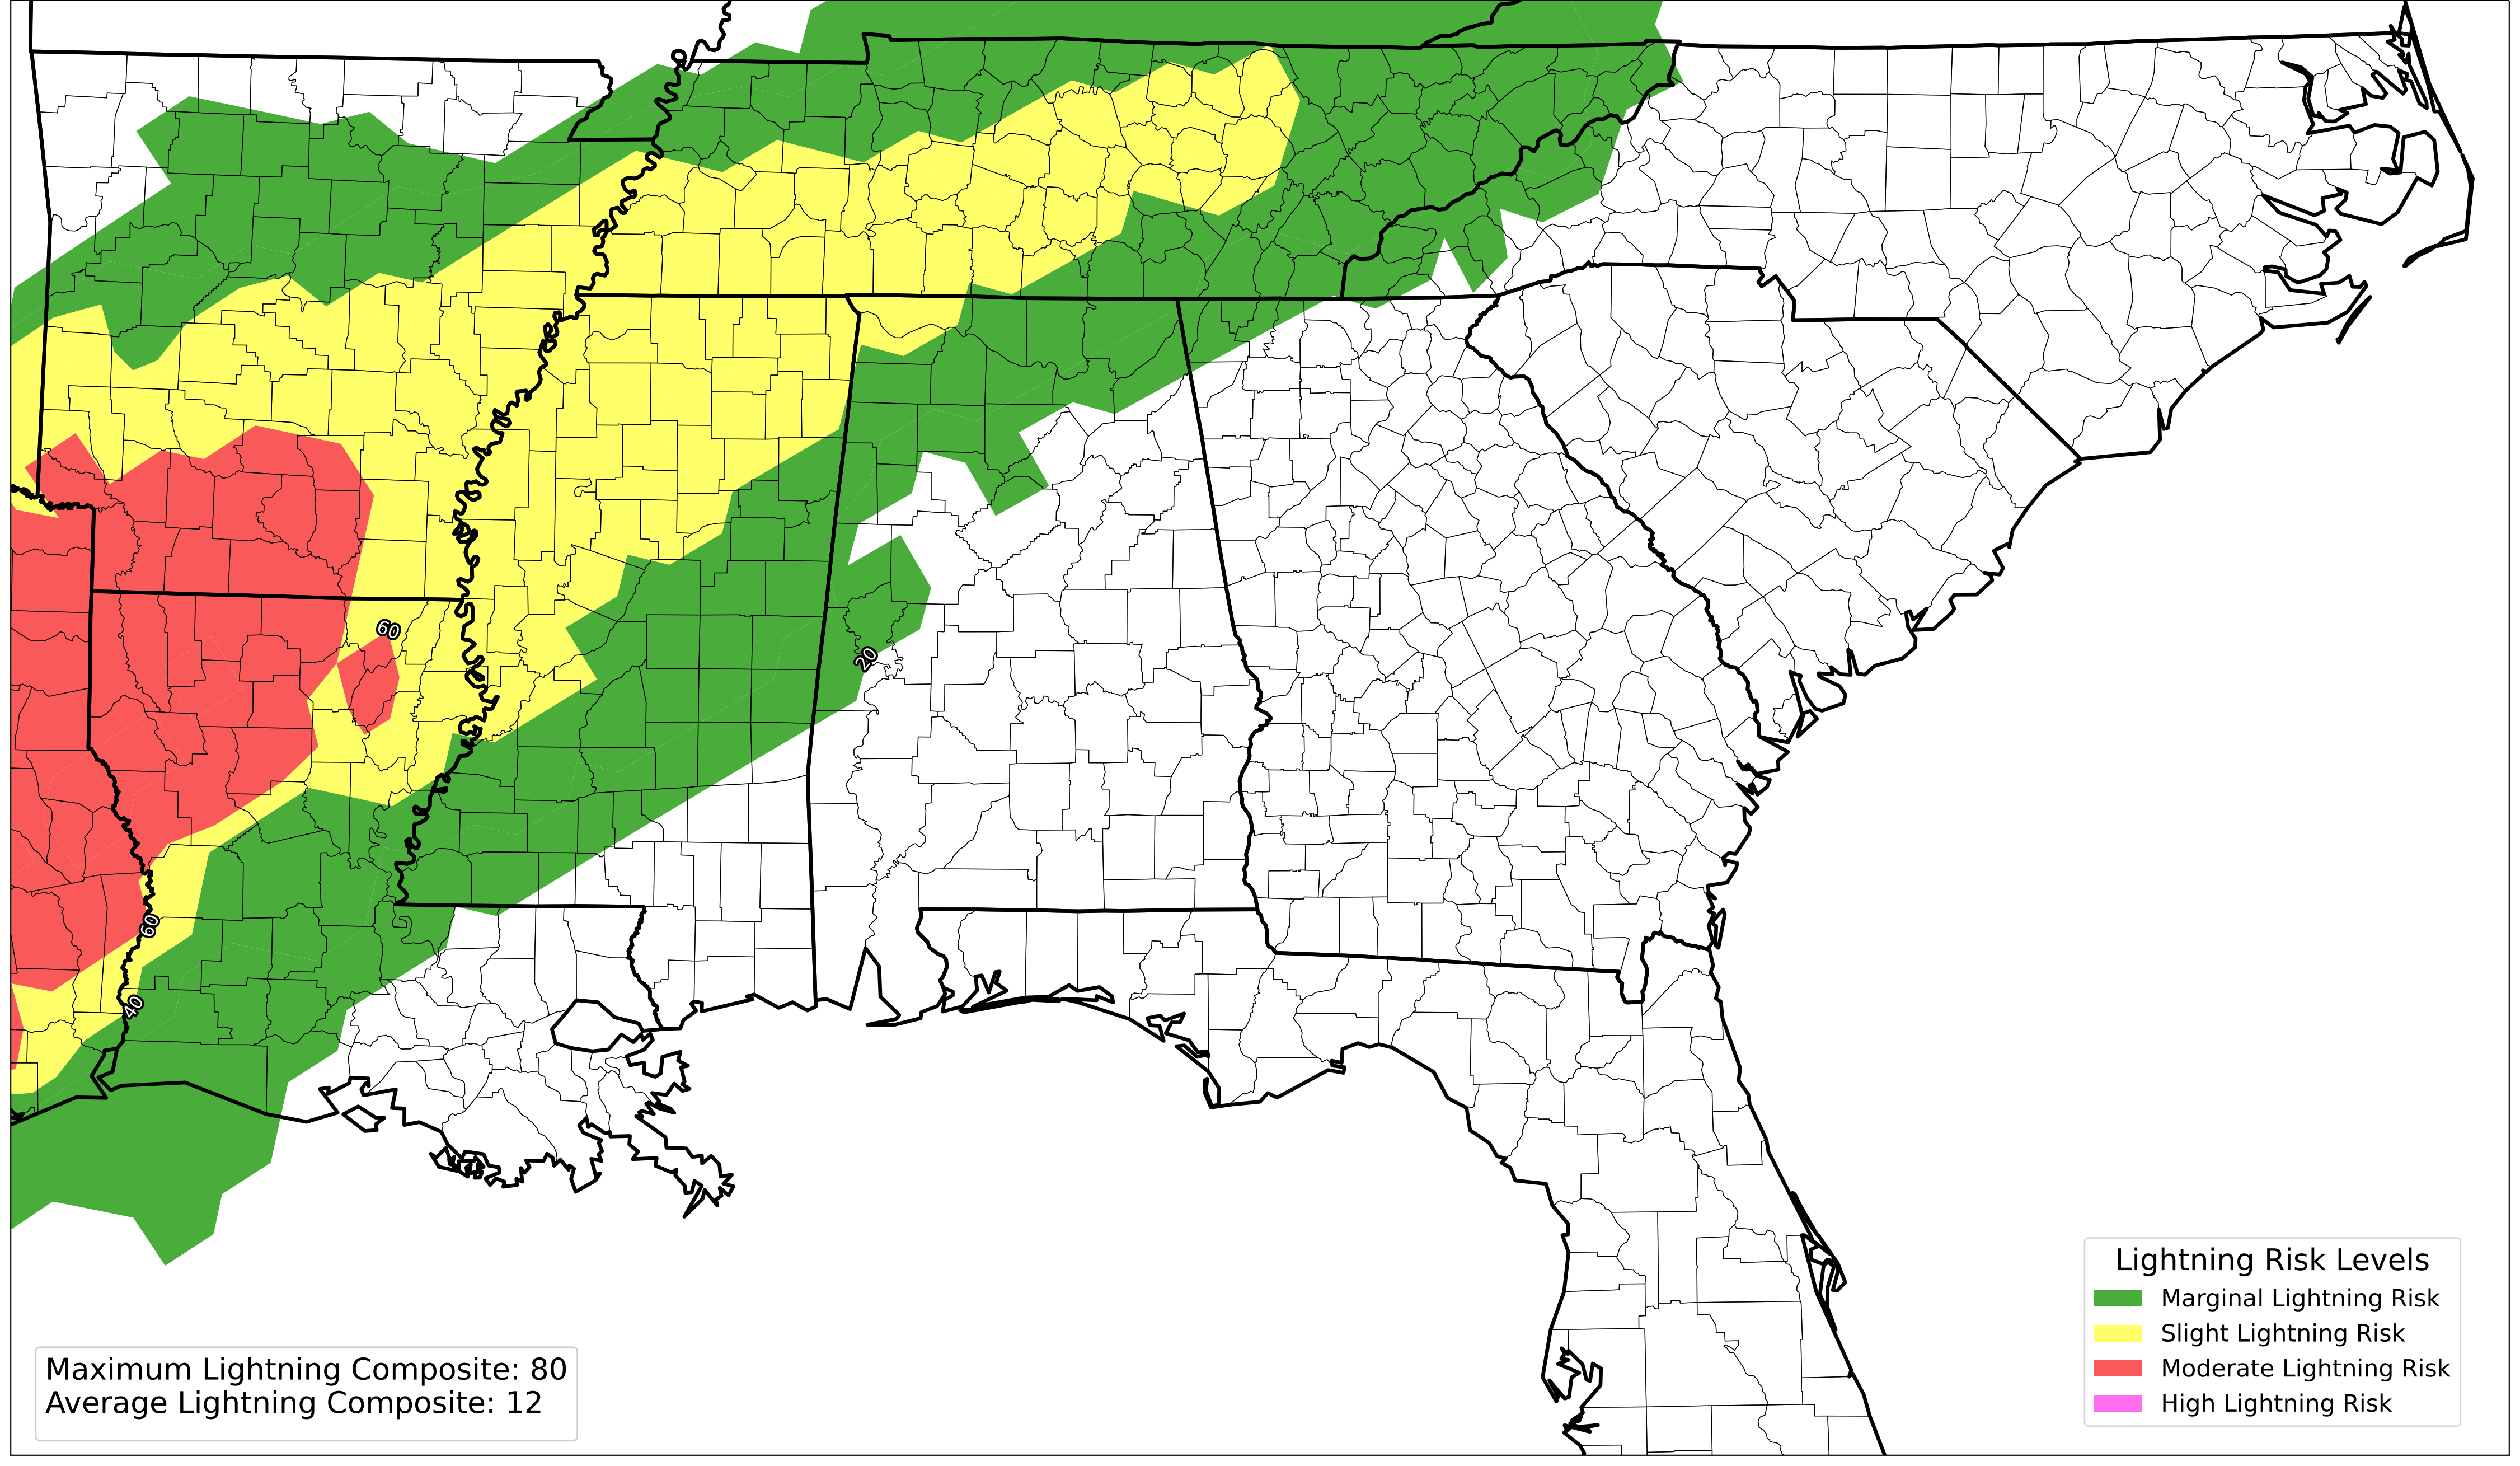 60
20
60
40
Maximum Lightning Composite: 80
Average Lightning Composite: 12
Lightning Risk Levels
Marginal Lightning Risk
Slight Lightning Risk
Moderate Lightning Risk
High Lightning Risk